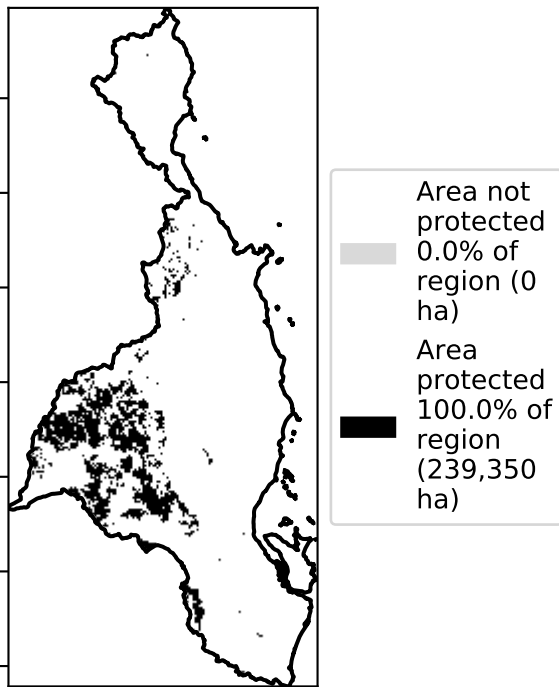 Area not
protected
0.0% of
region (0
ha)
Area
protected
100.0% of
region
(239,350
ha)